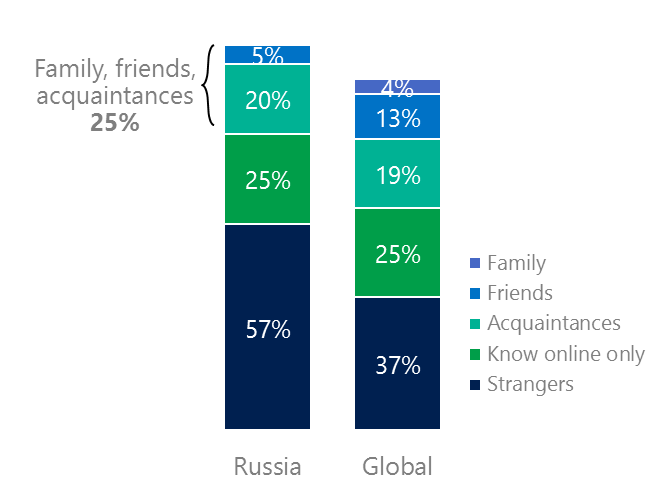 Family, friends,
acquaintances
25%
5%
20%
25%
57%
4%
13%
19%
25%
37%
Family
Friends
Acquaintances
Know online only
Strangers
Russia
Global